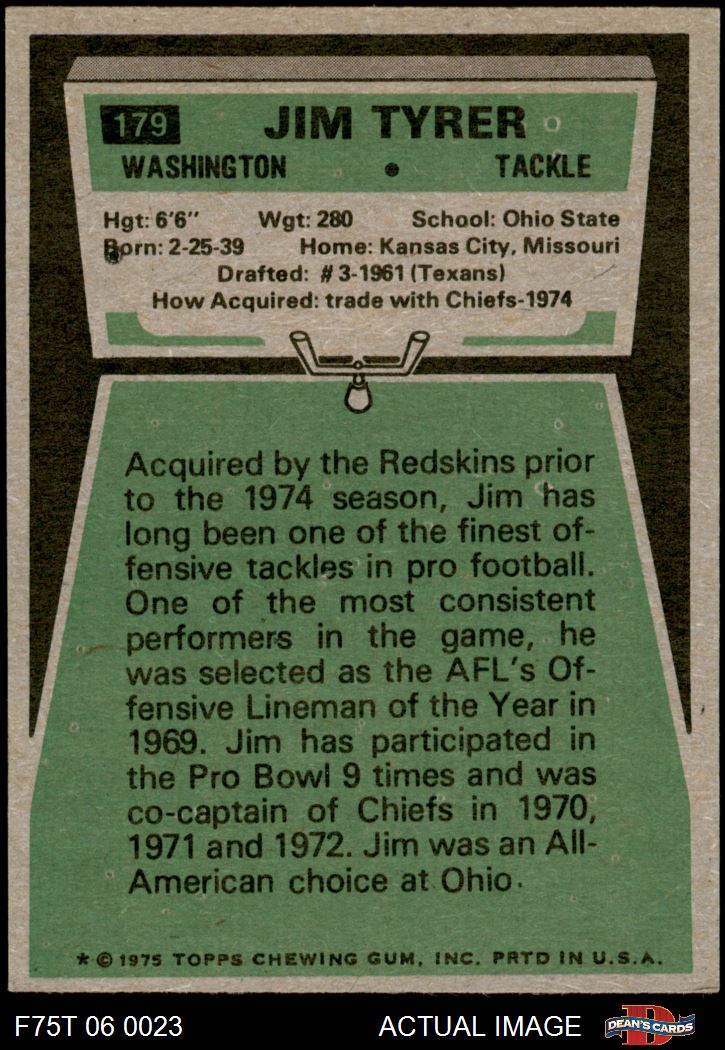 179 JIM TYRER
WASHINGTON • TACKLE
Hgt: 6'6" Wgt: 280 School: Ohio State
Born: 2-25-39 Home: Kansas City, Missouri
Drafted: #3-1961 (Texans)
How Acquired: trade with Chiefs-1974
Acquired by the Redskins prior
to the 1974 season, Jim has
long been one of the finest of-
fensive tackles in pro football.
One of the most consistent
performers in the game, he
was selected as the AFL's Of-
fensive Lineman of the Year in
1969. Jim has participated in
the Pro Bowl 9 times and was
co-captain of Chiefs in 1970,
1971 and 1972. Jim was an All-
American choice at Ohio.
* © 1975 TOPPS CHEWING GUM, INC. PRTD IN U.S.A.
F75T 06 0023 ACTUAL IMAGE D DEAN'S CARDS